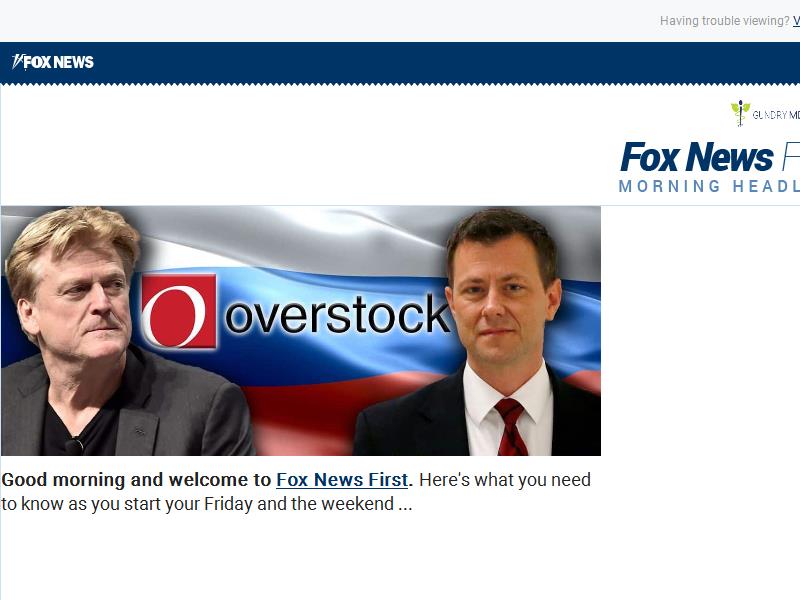 Having trouble viewing? V
FOX NEWS
GUNDRY MD
Fox News F
MORNING HEADL
overstock
Good morning and welcome to Fox News First. Here's what you need
to know as you start your Friday and the weekend ...